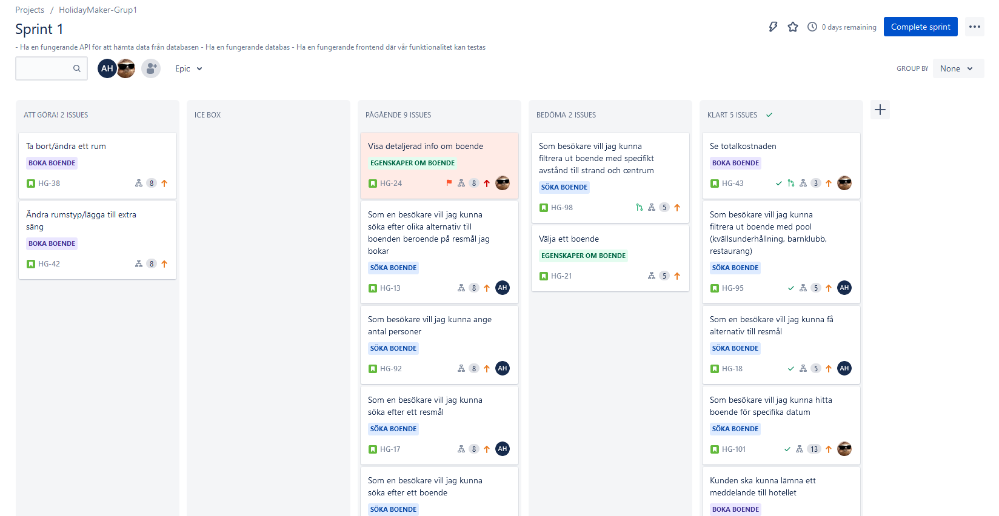 Projects / HolidayMaker-Grup1
Sprint 1
0 days remaining
Complete sprint
- Ha en fungerande API för att hämta data från databasen - Ha en fungerande databas - Ha en fungerande frontend där vår funktionalitet kan testas
AH
Epic
GROUP BY
None
ATT GÖRA! 2 ISSUES
Ta bort/ändra ett rum
BOKA BOENDE
HG-38
8
Ändra rumstyp/lägga till extra
säng
BOKA BOENDE
HG-42
8
ICE BOX
PÅGÅENDE 9 ISSUES
Visa detaljerad info om boende
EGENSKAPER OM BOENDE
HG-24
8
Som en besökare vill jag kunna
söka efter olika alternativ till
boenden beroende på resmål jag
bokar
SÖKA BOENDE
HG-13
8
AH
Som besökare vill jag kunna ange
antal personer
SÖKA BOENDE
HG-92
8
AH
Som en besökare vill jag kunna
söka efter ett resmål
SÖKA BOENDE
HG-17
8
AH
Som en besökare vill jag kunna
söka efter ett boende
SÖKA BOENDE
BEDÖMA 2 ISSUES
Som besökare vill jag kunna
filtrera ut boende med specifikt
avstånd till strand och centrum
SÖKA BOENDE
HG-98
5
Välja ett boende
EGENSKAPER OM BOENDE
HG-21
5
KLART 5 ISSUES
Se totalkostnaden
BOKA BOENDE
HG-43
3
Som besökare vill jag kunna
filtrera ut boende med pool
(kvällsunderhållning, barnklubb,
restaurang)
SÖKA BOENDE
HG-95
5
AH
Som en besökare vill jag kunna få
alternativ till resmål
SÖKA BOENDE
HG-18
5
AH
Som besökare vill jag kunna hitta
boende för specifika datum
SÖKA BOENDE
HG-101
13
Kunden ska kunna lämna ett
meddelande till hotellet
BOKA BOENDE